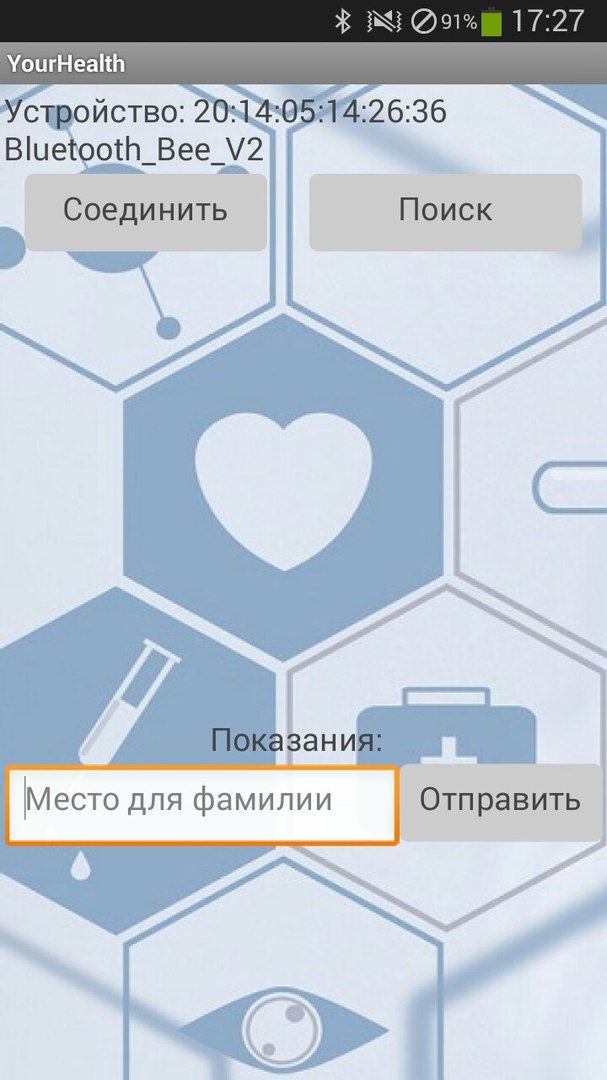 91% 17:27
YourHealth
Устройство: 20:14:05:14:26:36
Bluetooth_Bee_V2
Соединить Поиск
Показания:
Место для фамилии Отправить